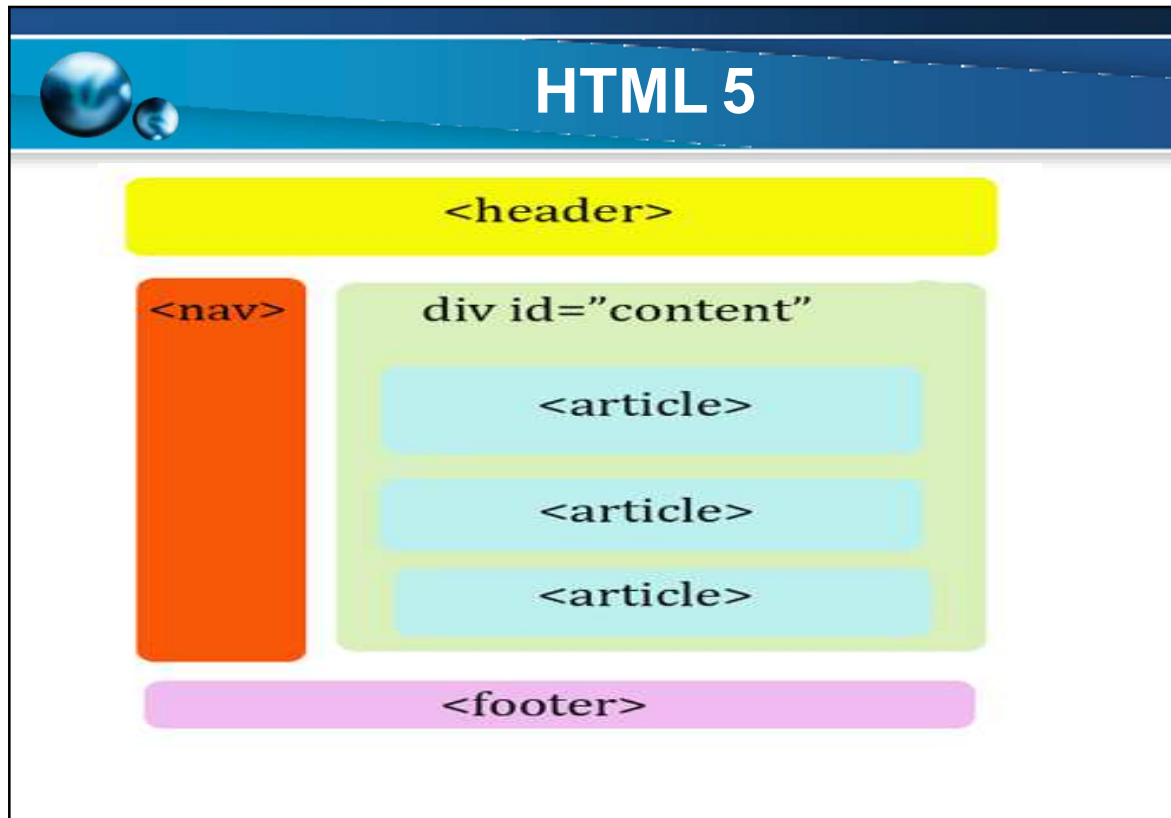 HTML 5
<header>
<nav>
div id=”content”
<article>
<article>
<article>
<footer>